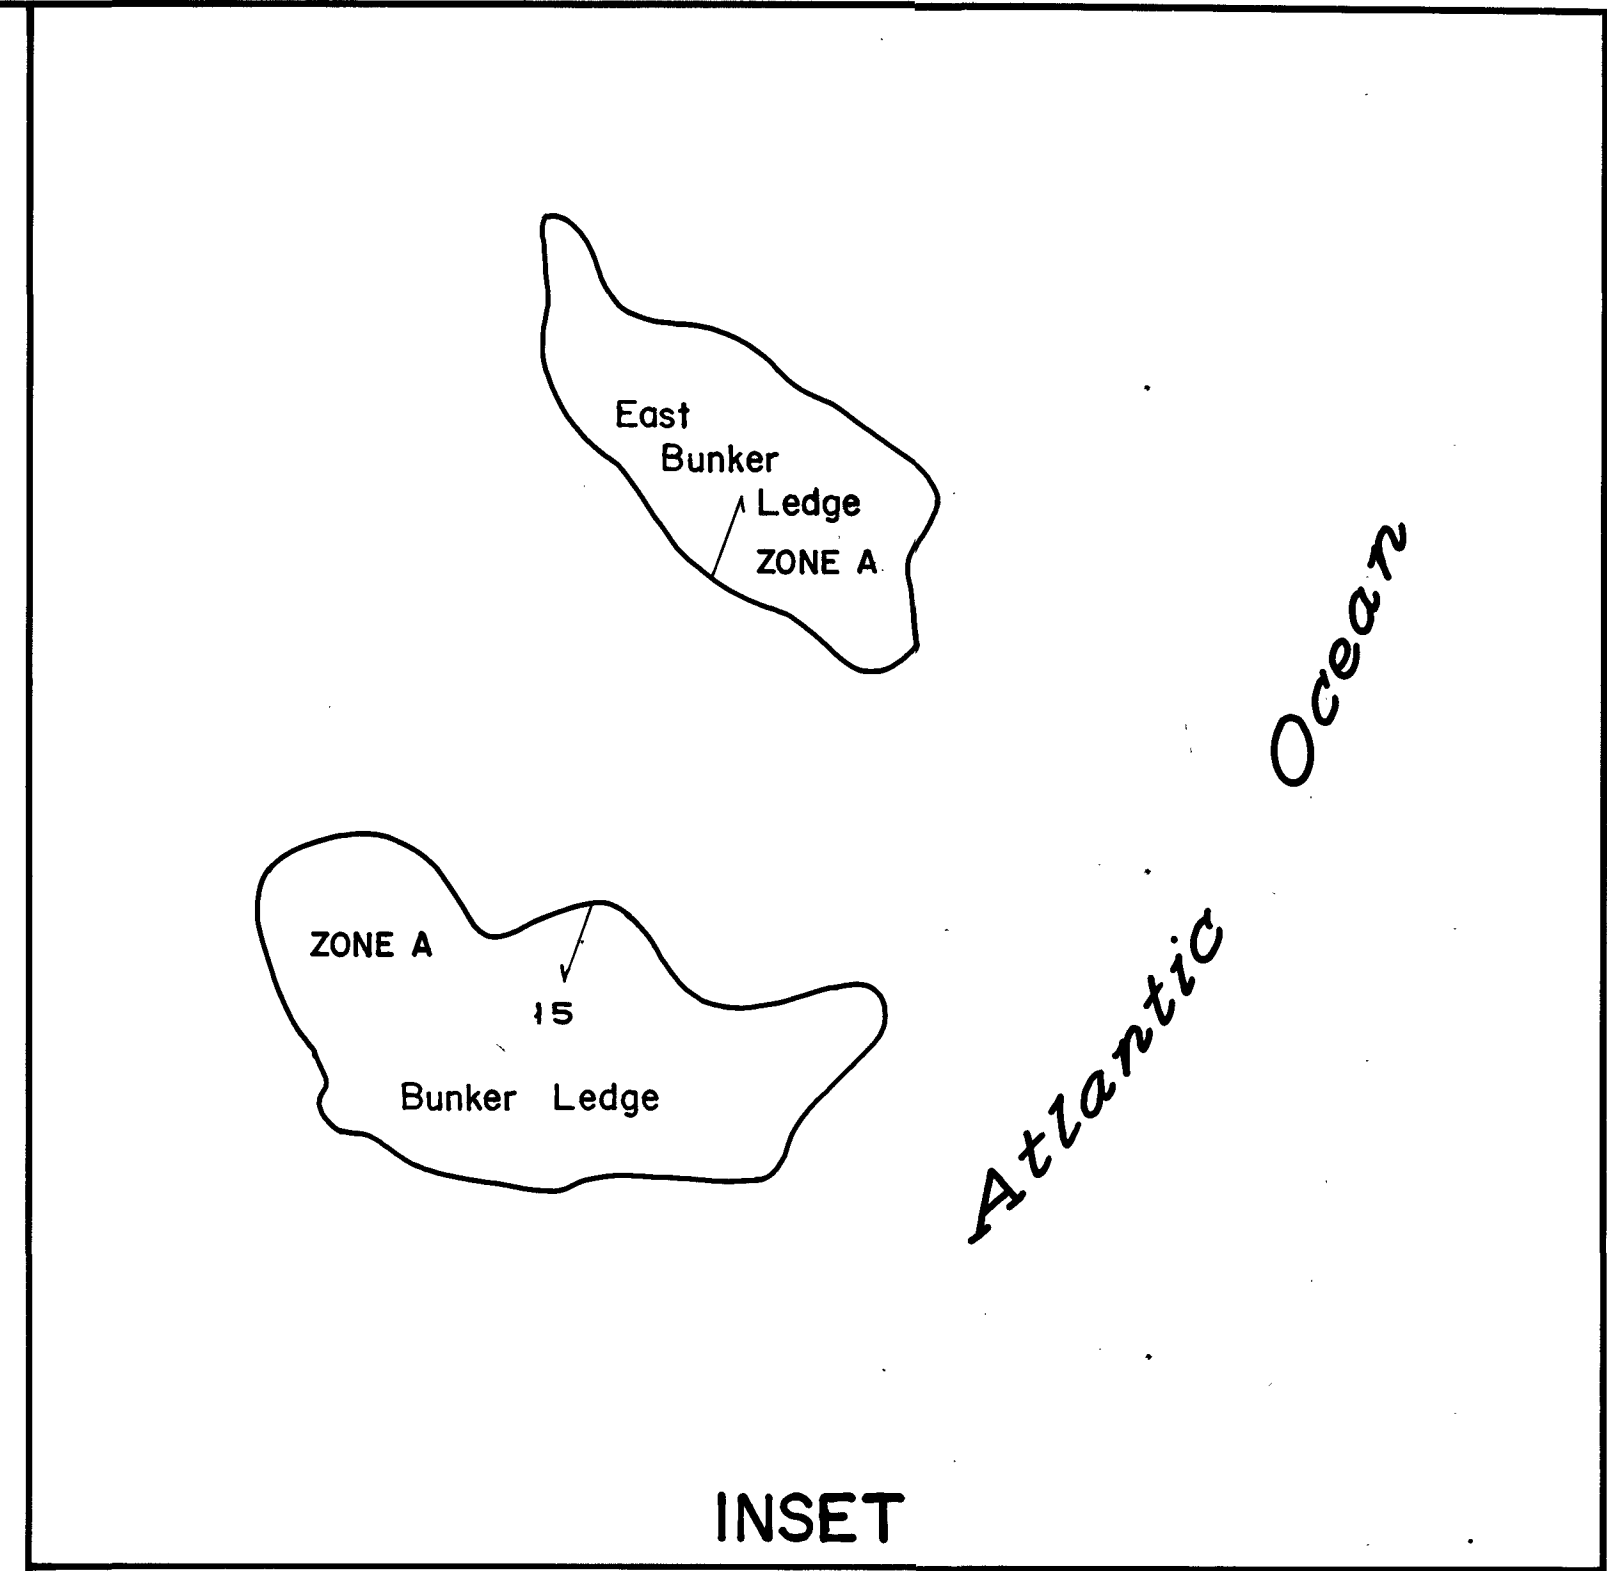 East
Bunker
Ledge
ZONE A
Ocean
ZONE A
15
Bunker Ledge
Atlantic
INSET